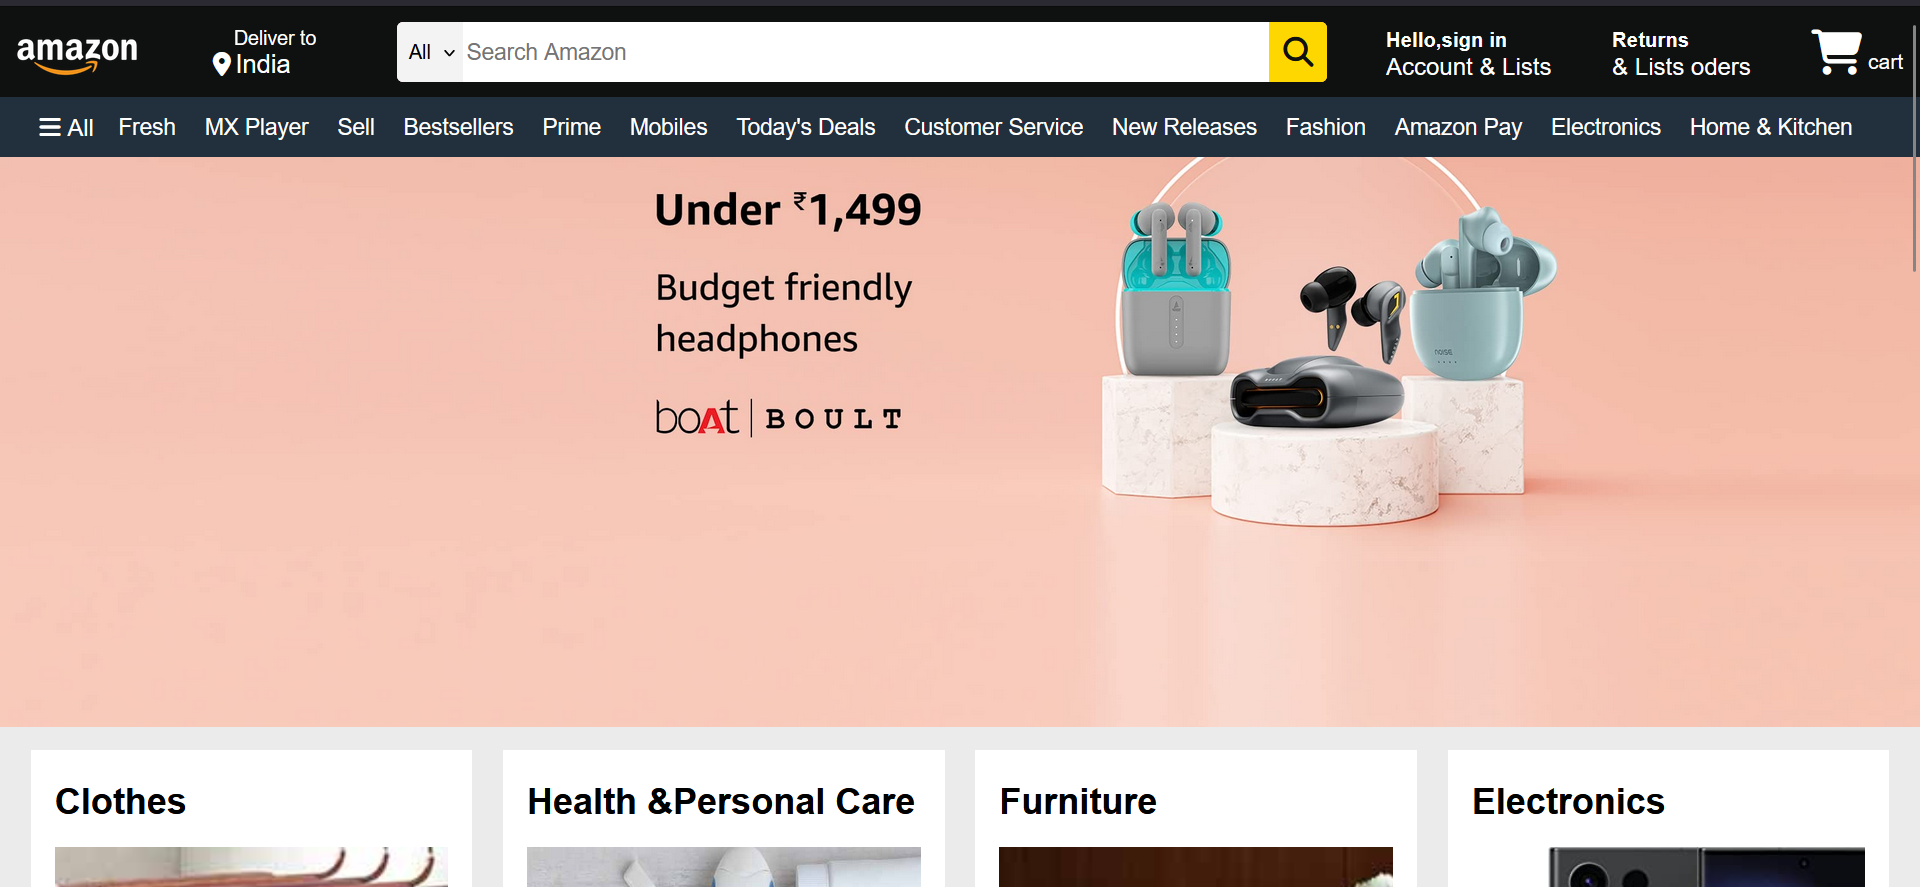 amazon
Deliver to
India
All
Search Amazon
Hello,sign in
Account & Lists
Returns
& Lists oders
cart
All Fresh MX Player Sell Bestsellers Prime Mobiles Today's Deals Customer Service New Releases Fashion Amazon Pay Electronics Home & Kitchen
Under ₹1,499
Budget friendly
headphones
boAt | BOULT
noise
Clothes
Health &Personal Care
Furniture
Electronics